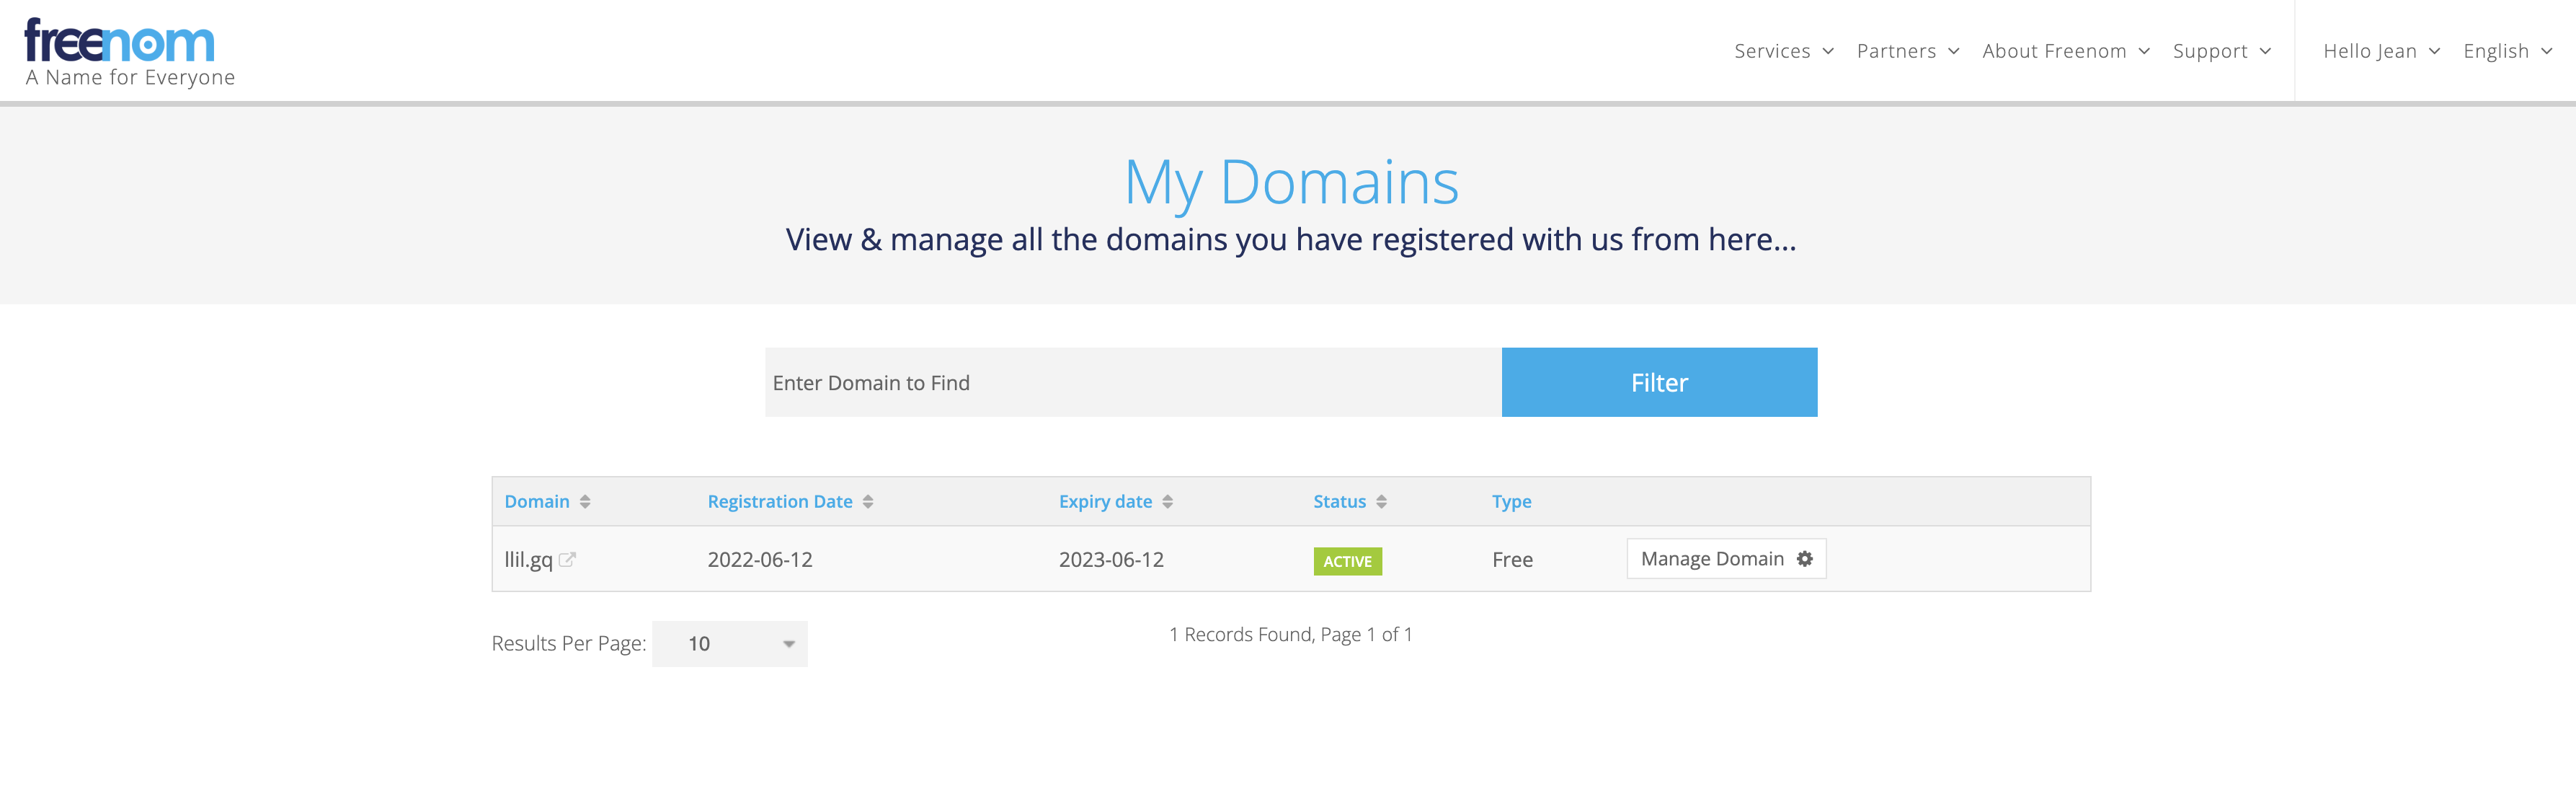 freenom
A Name for Everyone
Services Partners About Freenom Support Hello Jean English
My Domains
View & manage all the domains you have registered with us from here...
Enter Domain to Find Filter
Domain Registration Date Expiry date Status Type
llil.gq 2022-06-12 2023-06-12 ACTIVE Free Manage Domain
Results Per Page: 10 1 Records Found, Page 1 of 1